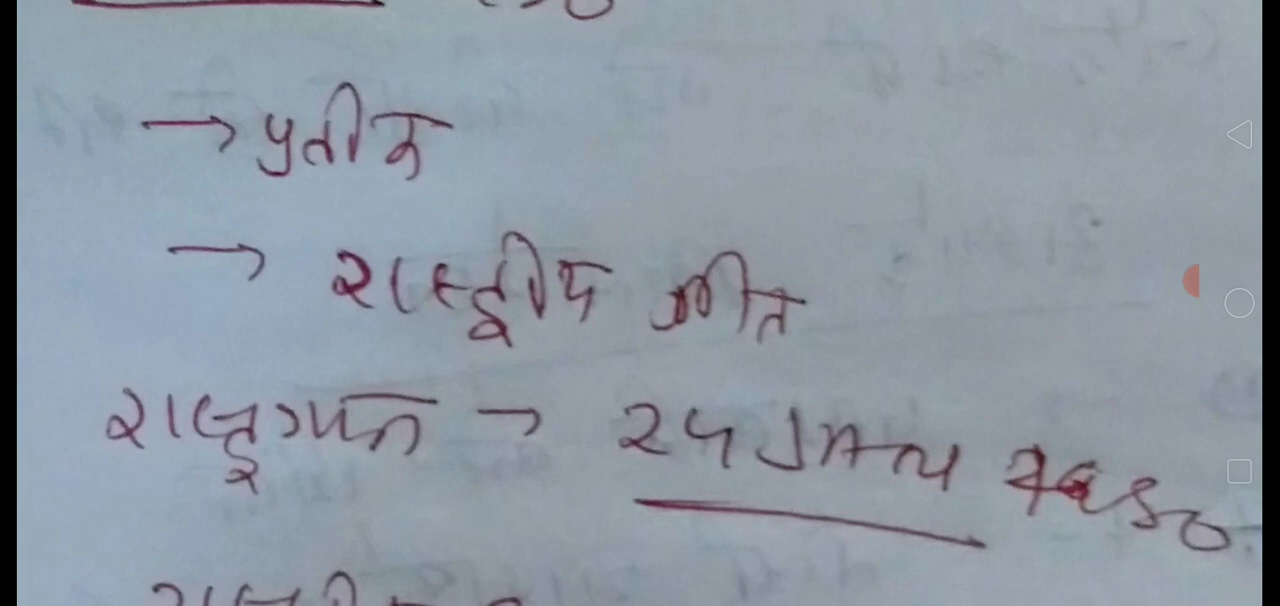 → प्रतीक
→ राष्ट्रीय गीत
राष्ट्रगान → 24 जनवरी 1950